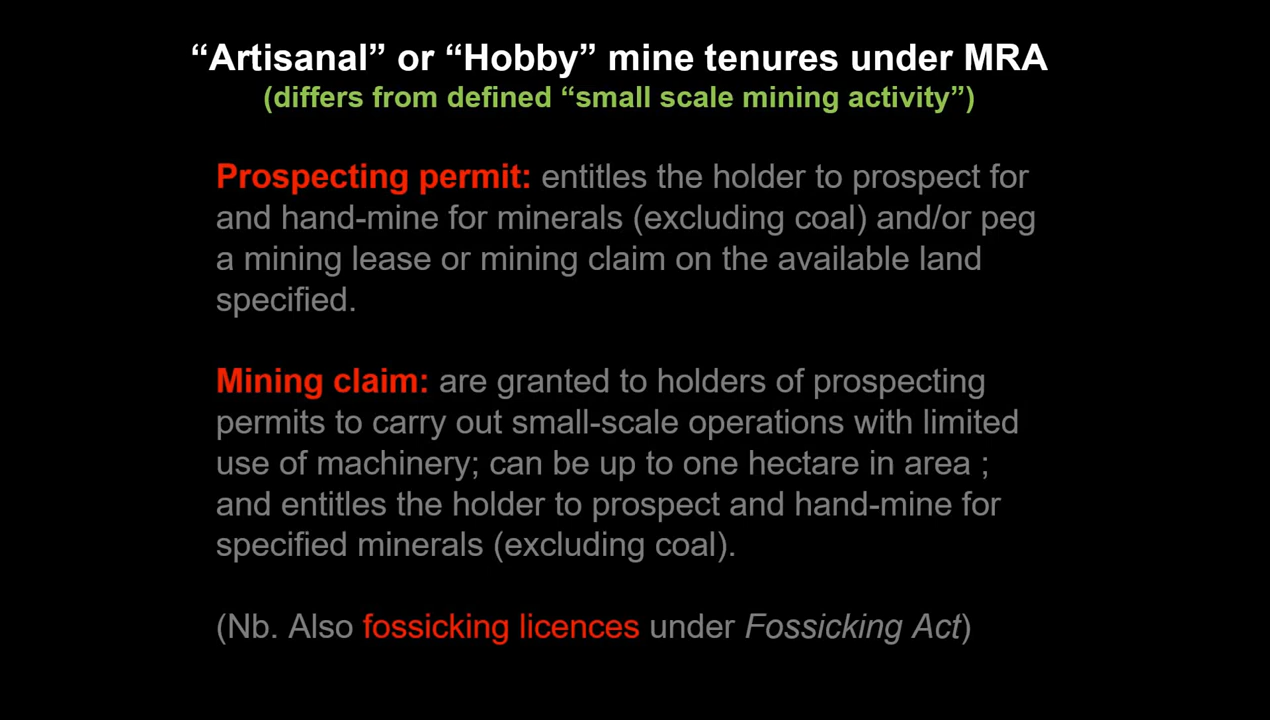 “Artisanal” or “Hobby” mine tenures under MRA
(differs from defined “small scale mining activity”)
Prospecting permit: entitles the holder to prospect for
and hand-mine for minerals (excluding coal) and/or peg
a mining lease or mining claim on the available land
specified.
Mining claim: are granted to holders of prospecting
permits to carry out small-scale operations with limited
use of machinery; can be up to one hectare in area ;
and entitles the holder to prospect and hand-mine for
specified minerals (excluding coal).
(Nb. Also fossicking licences under Fossicking Act)